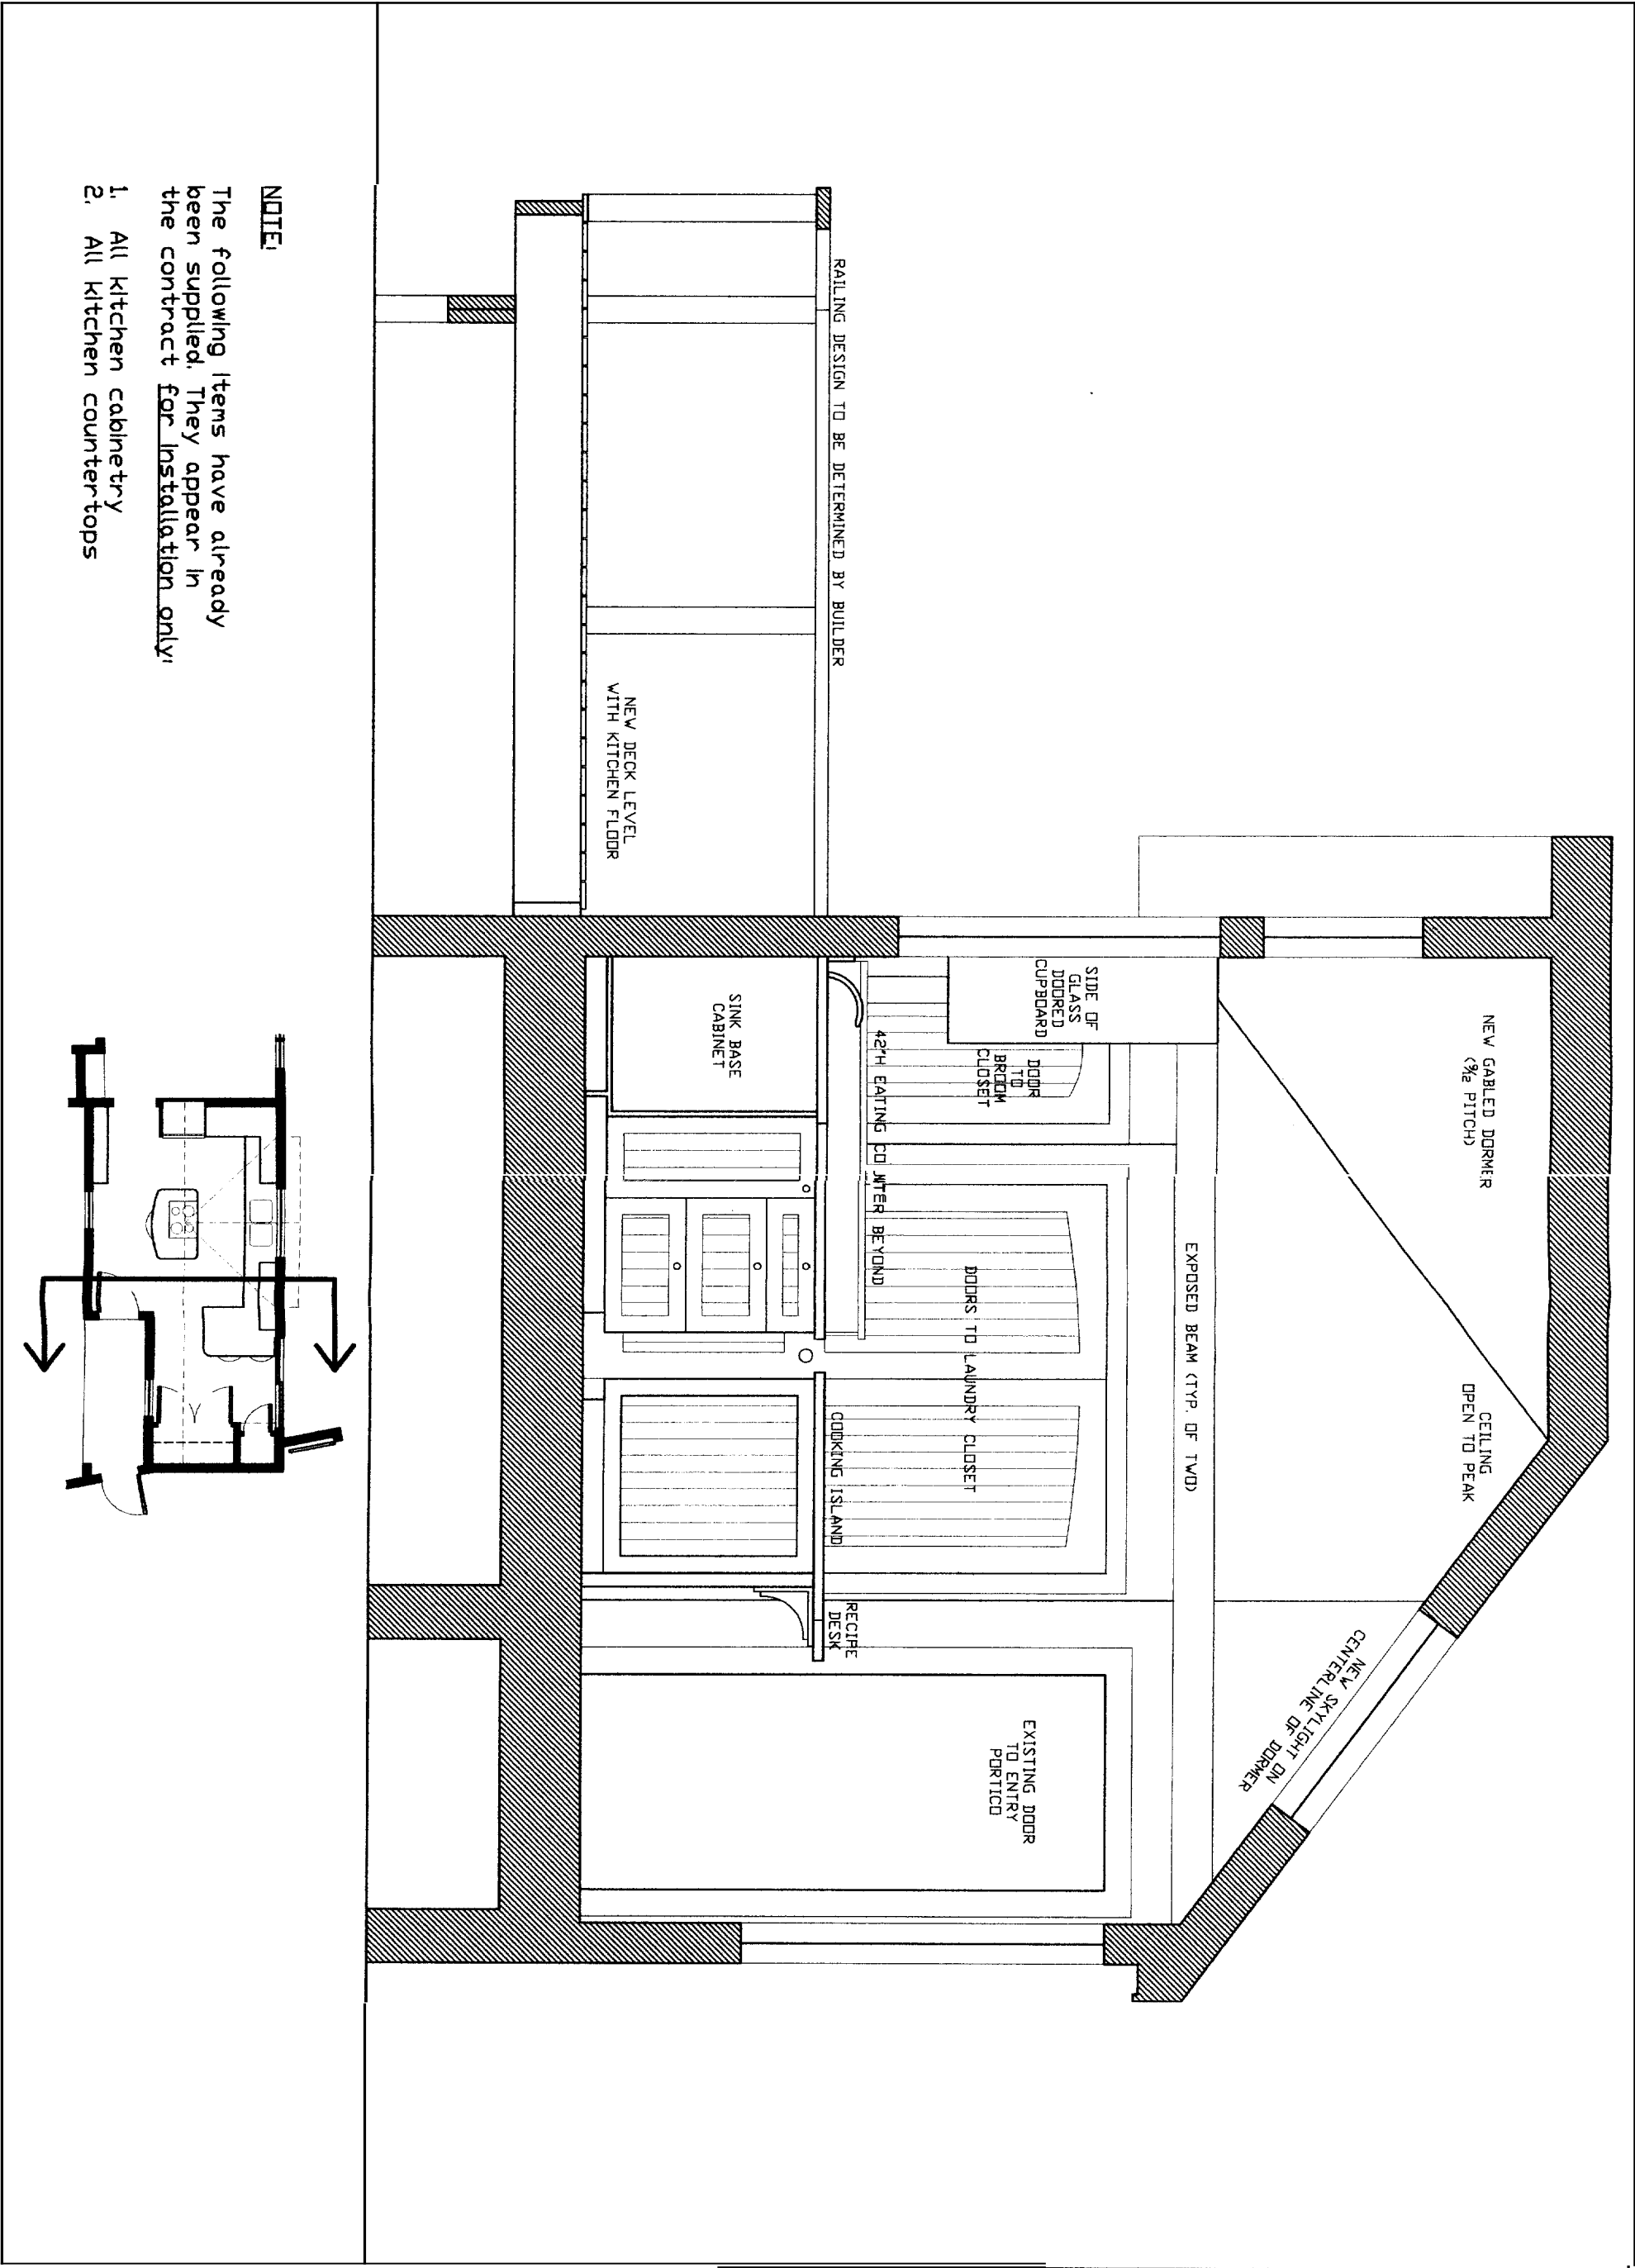 NEW GABLED DORMER
(9/12 PITCH)
CEILING
OPEN TO PEAK
NEW SKYLIGHT ON
CENTERLINE OF DORMER
EXPOSED BEAM (TYP. OF TWO)
SIDE OF
GLASS
DOORED
CUPBOARD
DOOR
TO
BROOM
CLOSET
DOORS TO LAUNDRY CLOSET
EXISTING DOOR
TO ENTRY
PORTICO
42"H EATING CO NTER BEYOND
RAILING DESIGN TO BE DETERMINED BY BUILDER
COOKING ISLAND
RECIPE
DESK
SINK BASE
CABINET
NEW DECK LEVEL
WITH KITCHEN FLOOR
NOTE:
The following items have already
been supplied. They appear in
the contract for installation only:
1. All kitchen cabinetry
2. All kitchen countertops